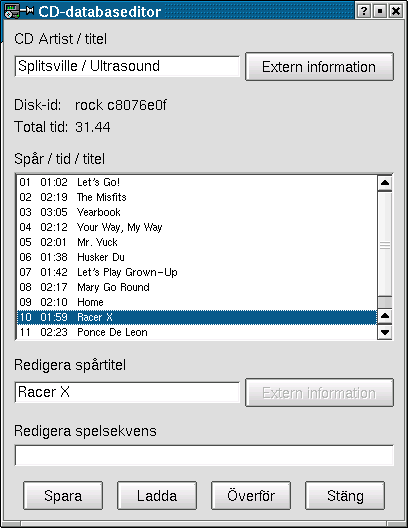 CD-databaseditor
CD Artist / titel
Splitsville / Ultrasound Extern information
Disk-id: rock c8076e0f
Total tid: 31.44
Spår / tid / titel
01 01:02 Let's Go!
02 02:19 The Misfits
03 03:05 Yearbook
04 02:12 Your Way, My Way
05 02:01 Mr. Yuck
06 01:38 Husker Du
07 01:42 Let's Play Grown-Up
08 02:17 Mary Go Round
09 02:10 Home
10 01:59 Racer X
11 02:23 Ponce De Leon
Redigera spårtitel
Racer X Extern information
Redigera spelsekvens
Spara Ladda Överför Stäng